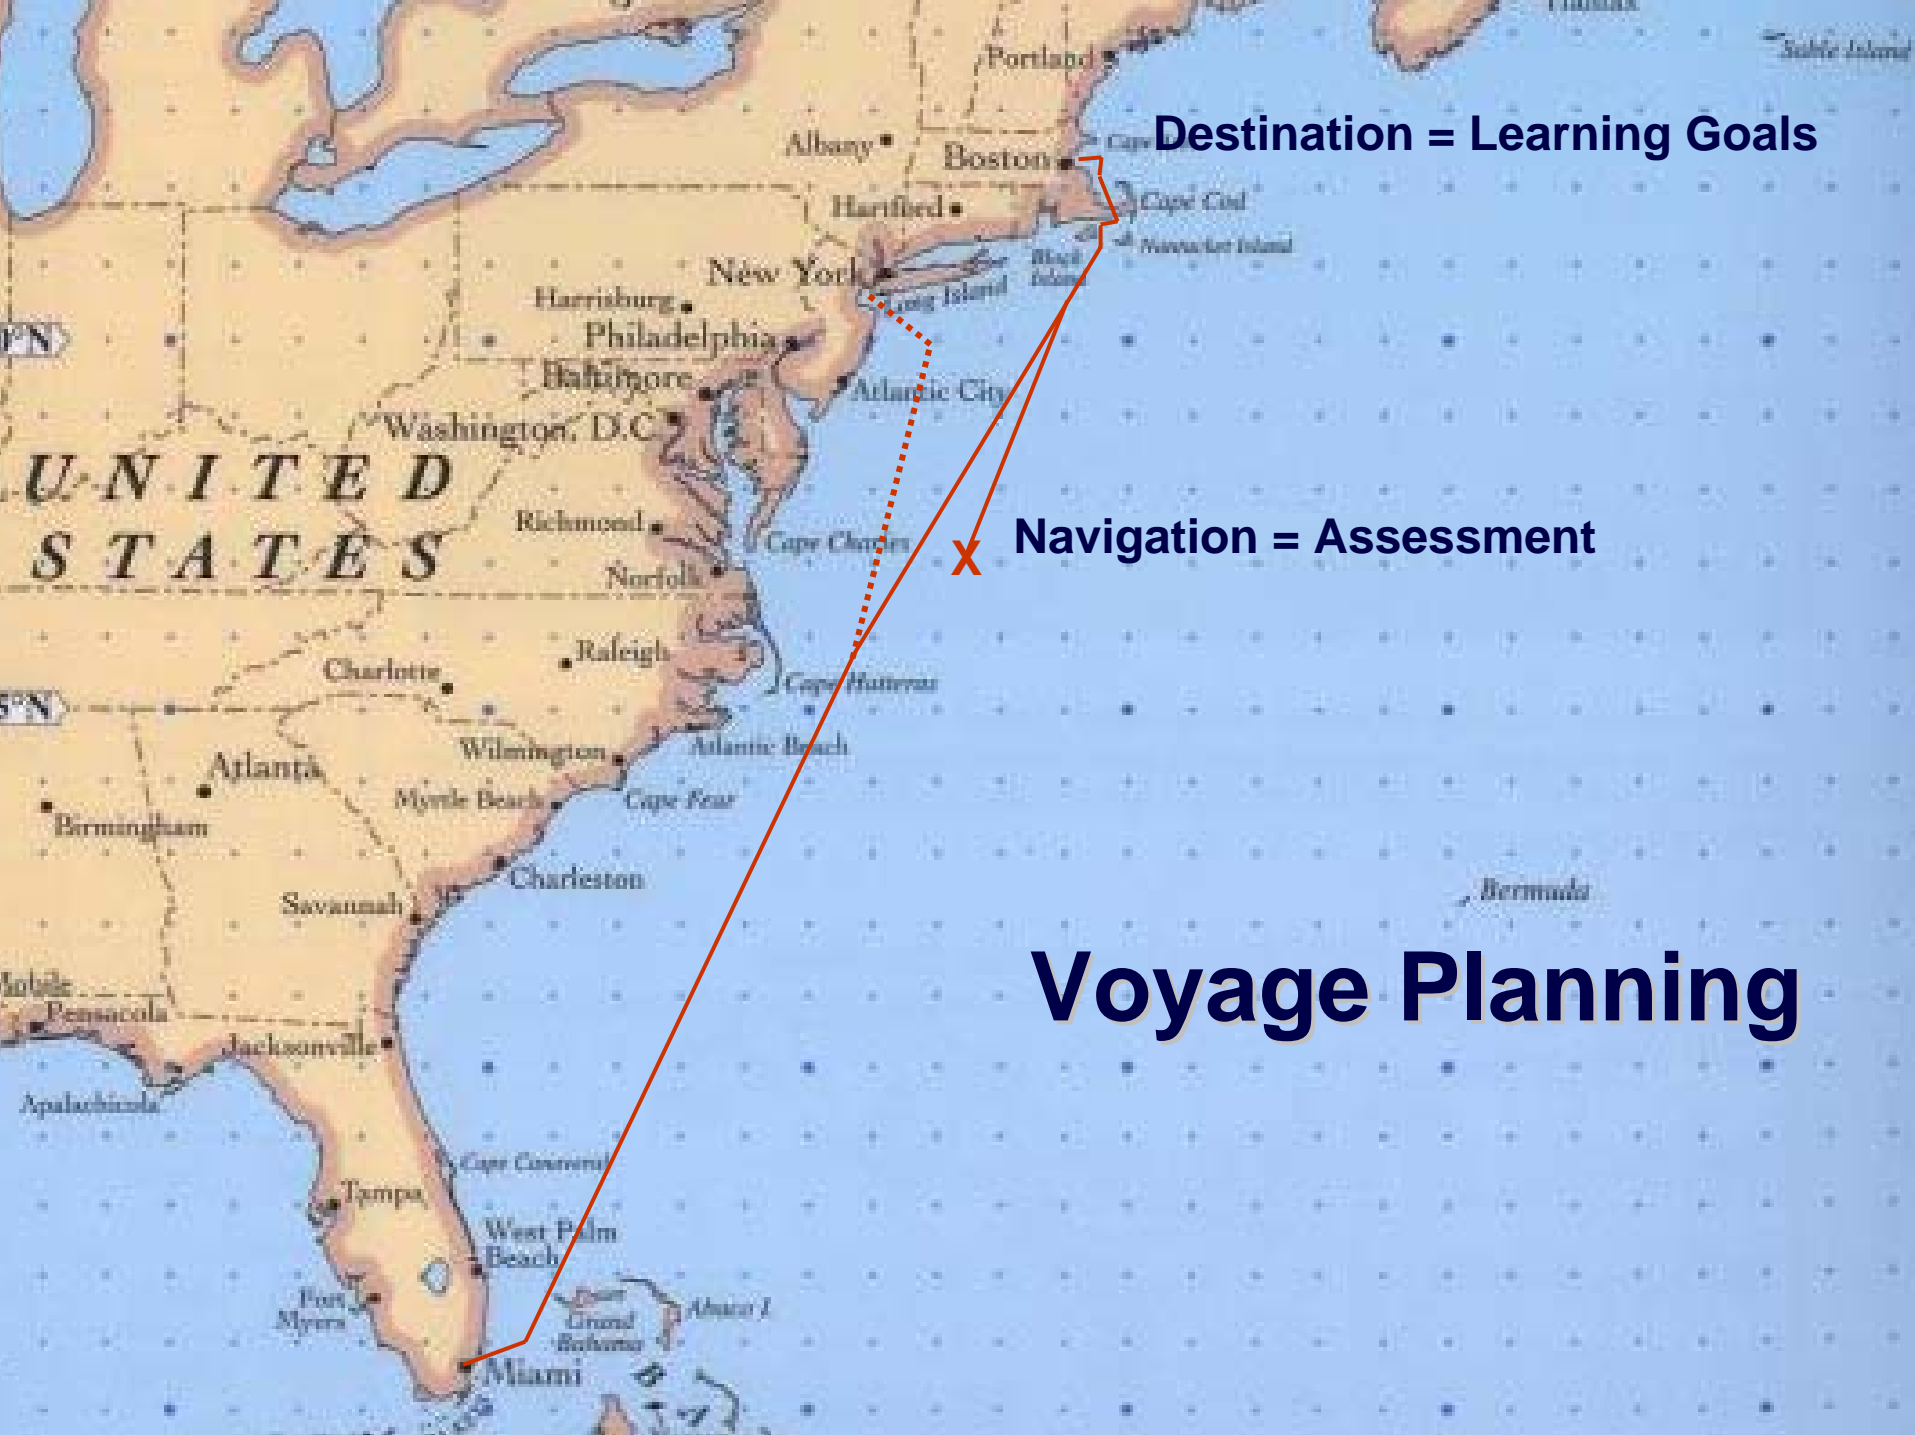 Sable Island
Portland
Destination = Learning Goals
Albany
Boston
Hartford
Cape Cod
Nantucket Island
New York
Block
Island
Long Island
Harrisburg
Philadelphia
Baltimore
Atlantic City
Washington, D.C.
UNITED
STATES
Richmond
Navigation = Assessment
Cape Charles
X
Norfolk
Raleigh
Charlotte
Cape Hatteras
Wilmington
Atlantic Beach
Atlanta
Myrtle Beach
Cape Fear
Birmingham
Charleston
Bermuda
Savannah
Voyage Planning
Mobile
Pensacola
Jacksonville
Apalachicola
Cape Canaveral
Tampa
West Palm
Beach
Fort
Myers
Grand
Bahama
Abaco I.
Miami